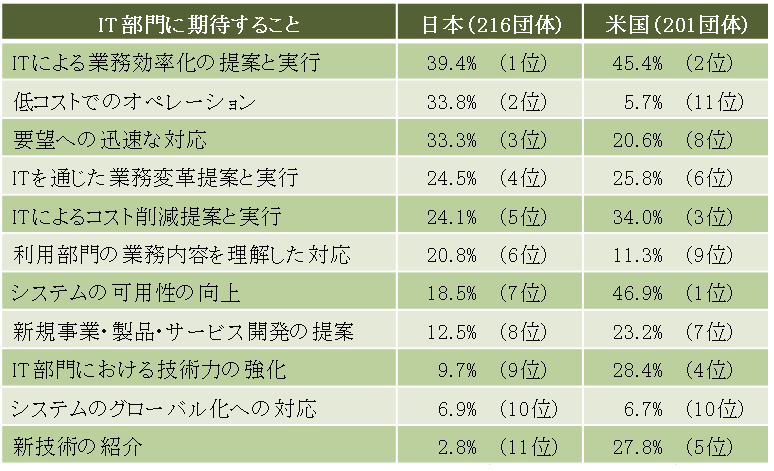 IT部門に期待すること 日本(216団体) 米国(201団体)
ITによる業務効率化の提案と実行 39.4% (1位) 45.4% (2位)
低コストでのオペレーション 33.8% (2位) 5.7% (11位)
要望への迅速な対応 33.3% (3位) 20.6% (8位)
ITを通じた業務変革提案と実行 24.5% (4位) 25.8% (6位)
ITによるコスト削減提案と実行 24.1% (5位) 34.0% (3位)
利用部門の業務内容を理解した対応 20.8% (6位) 11.3% (9位)
システムの可用性の向上 18.5% (7位) 46.9% (1位)
新規事業・製品・サービス開発の提案 12.5% (8位) 23.2% (7位)
IT部門における技術力の強化 9.7% (9位) 28.4% (4位)
システムのグローバル化への対応 6.9% (10位) 6.7% (10位)
新技術の紹介 2.8% (11位) 27.8% (5位)